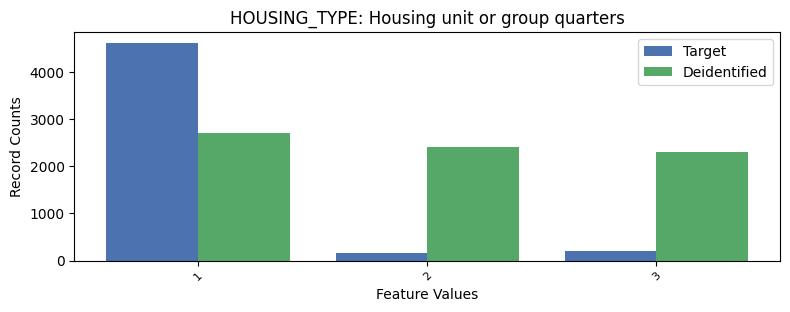 HOUSING_TYPE: Housing unit or group quarters
Target
Deidentified
Record Counts
4000
3000
2000
1000
0
1
2
3
Feature Values